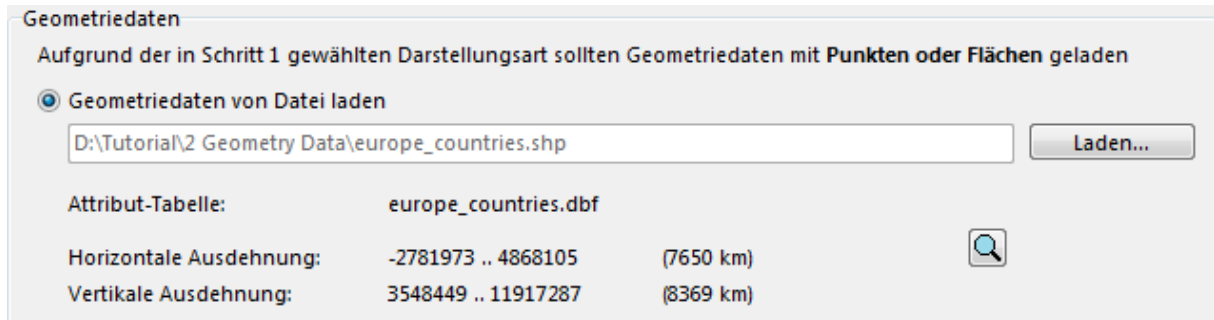 Geometriedaten
Aufgrund der in Schritt 1 gewählten Darstellungsart sollten Geometriedaten mit Punkten oder Flächen geladen
Geometriedaten von Datei laden
D:\Tutorial\2 Geometry Data\europe_countries.shp Laden...
Attribut-Tabelle: europe_countries.dbf
Horizontale Ausdehnung: -2781973 .. 4868105 (7650 km)
Vertikale Ausdehnung: 3548449 .. 11917287 (8369 km)